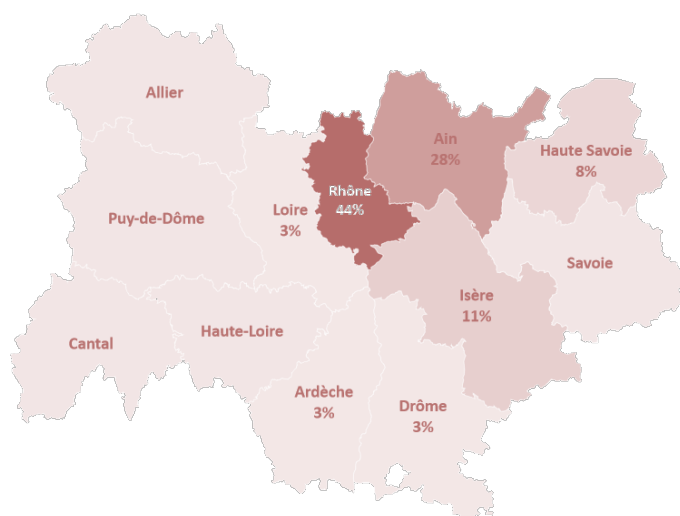 Allier
Ain
28%
Haute Savoie
8%
Rhône
44%
Puy-de-Dôme
Loire
3%
Savoie
Isère
11%
Haute-Loire
Cantal
Ardèche
3%
Drôme
3%